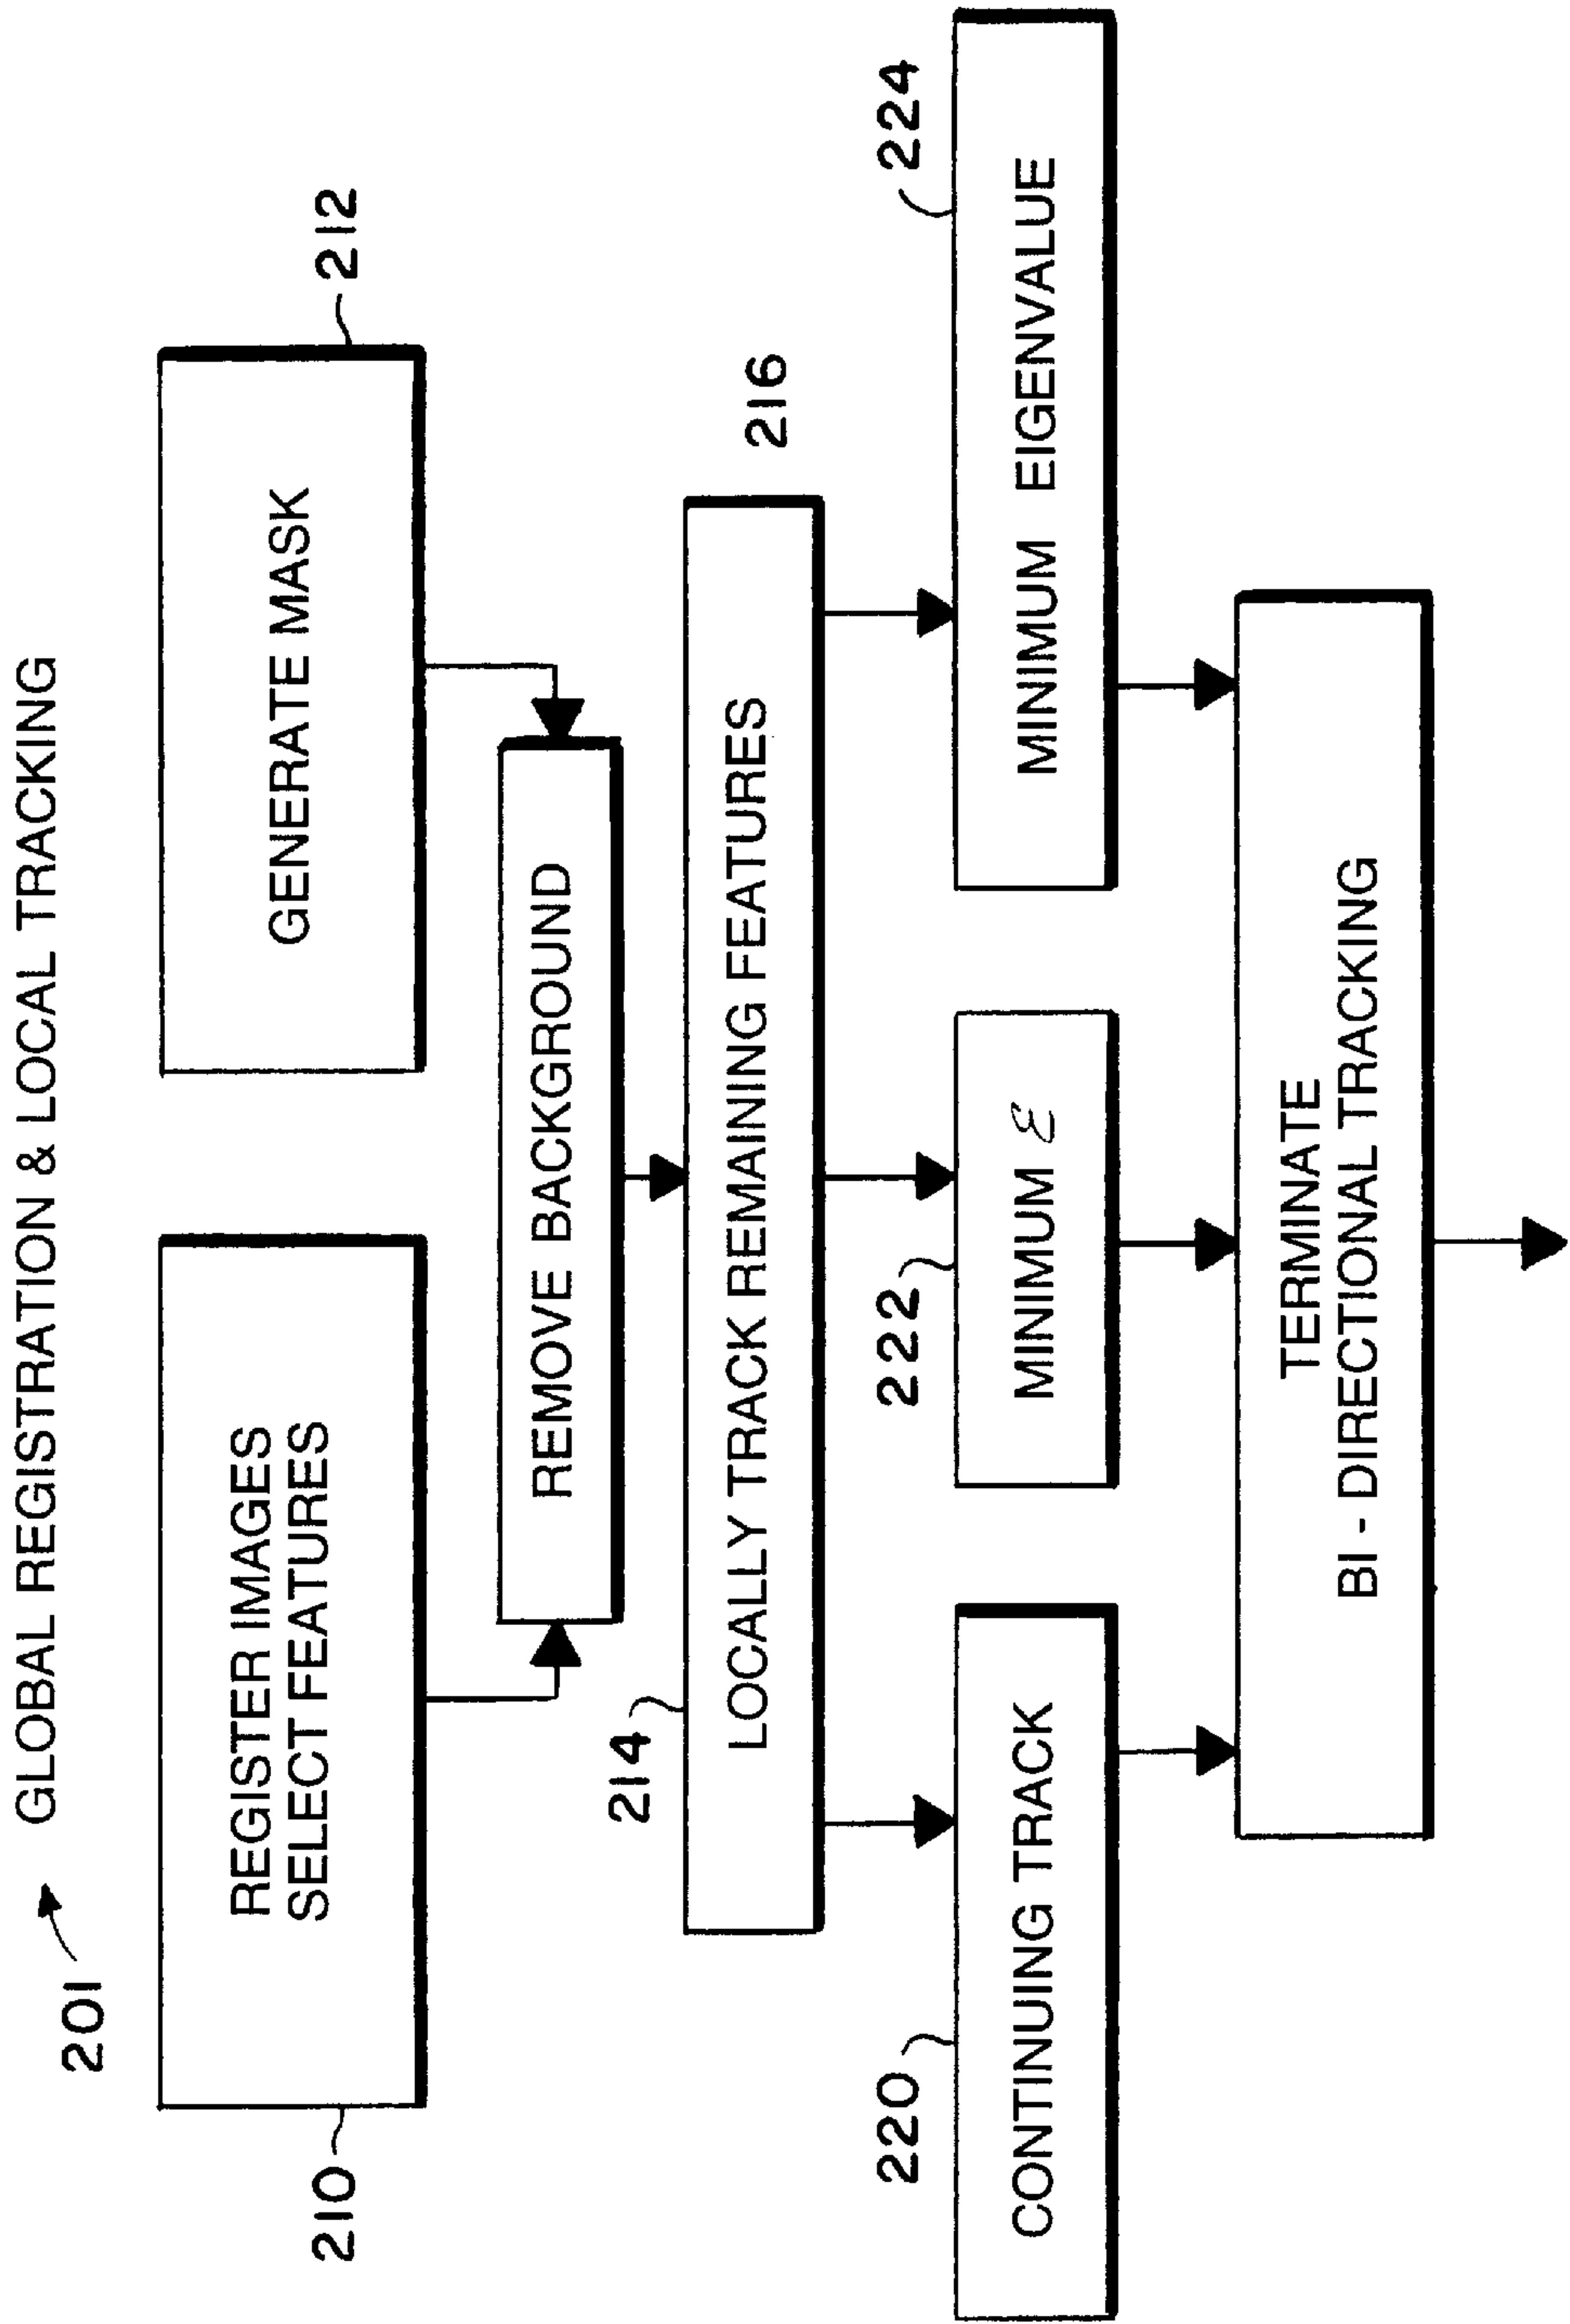 201 GLOBAL REGISTRATION & LOCAL TRACKING
210
REGISTER IMAGES
SELECT FEATURES
GENERATE MASK
212
REMOVE BACKGROUND
214
LOCALLY TRACK REMAINING FEATURES
216
220
CONTINUING TRACK
222
MINIMUM ℰ
224
MINIMUM EIGENVALUE
TERMINATE
BI - DIRECTIONAL TRACKING